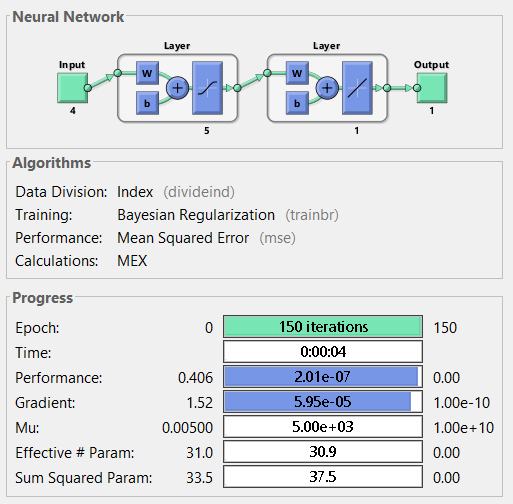 Neural Network
Layer Layer
Input Output
W W
b b
4 5 1 1
Algorithms
Data Division: Index (divideind)
Training: Bayesian Regularization (trainbr)
Performance: Mean Squared Error (mse)
Calculations: MEX
Progress
Epoch: 0 150 iterations 150
Time: 0:00:04
Performance: 0.406 2.01e-07 0.00
Gradient: 1.52 5.95e-05 1.00e-10
Mu: 0.00500 5.00e+03 1.00e+10
Effective # Param: 31.0 30.9 0.00
Sum Squared Param: 33.5 37.5 0.00